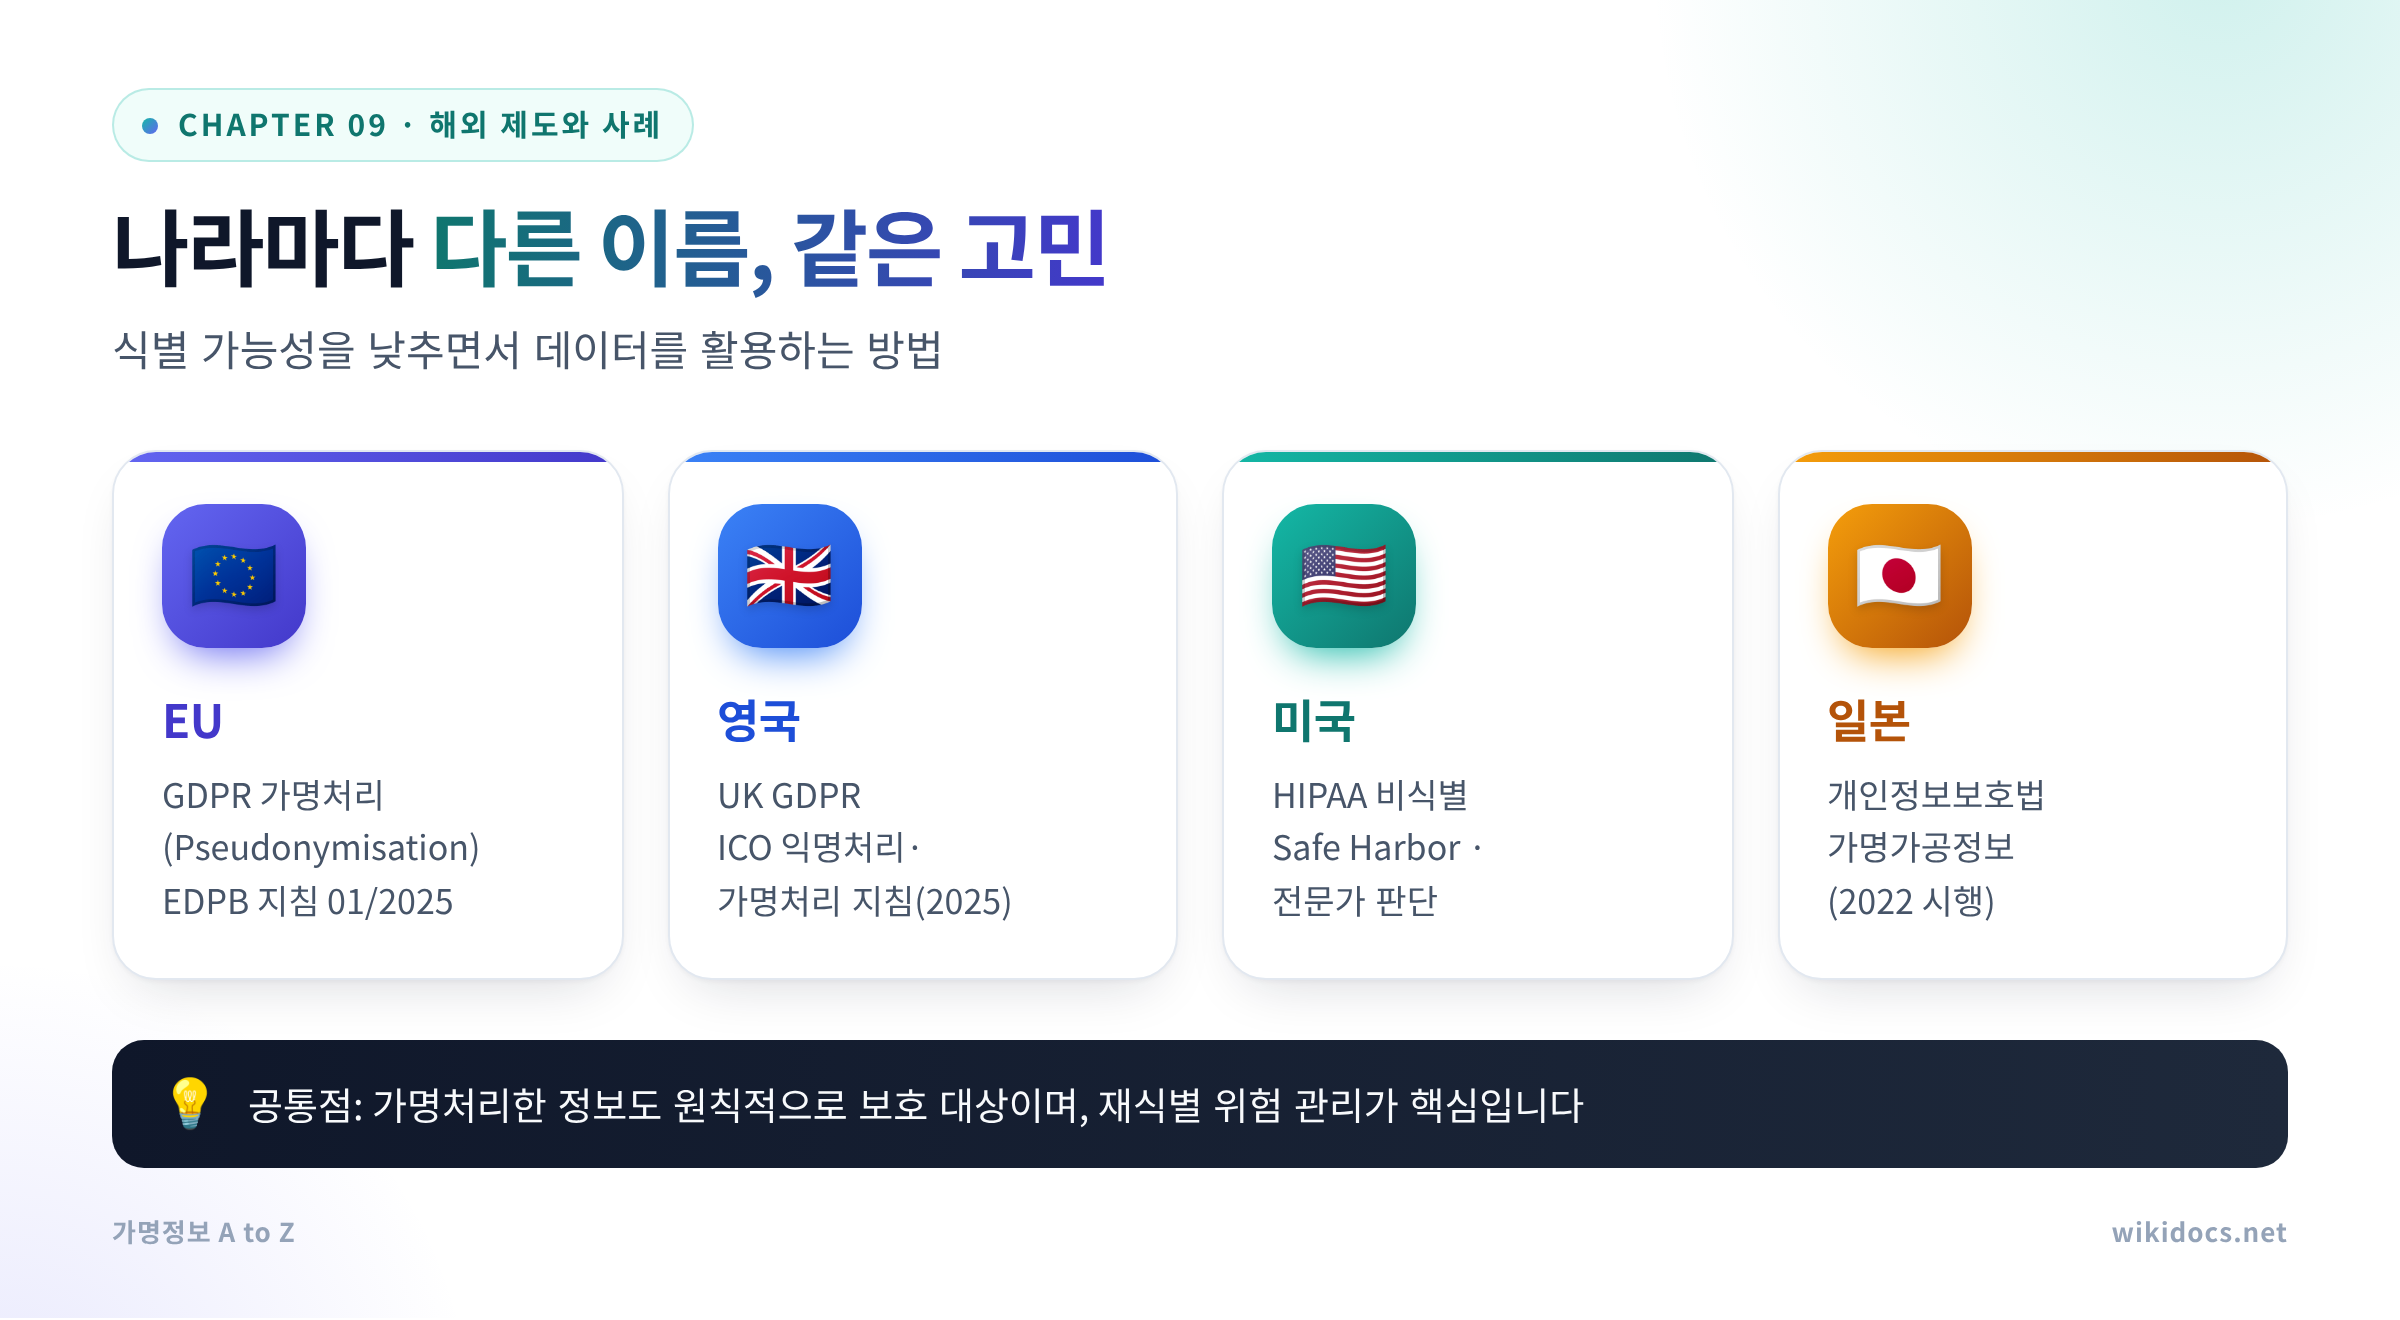 CHAPTER 09 · 해외 제도와 사례
나라마다 다른 이름, 같은 고민
식별 가능성을 낮추면서 데이터를 활용하는 방법
EU
GDPR 가명처리
(Pseudonymisation)
EDPB 지침 01/2025
영국
UK GDPR
ICO 익명처리·
가명처리 지침(2025)
미국
HIPAA 비식별
Safe Harbor ·
전문가 판단
일본
개인정보보호법
가명가공정보
(2022 시행)
공통점: 가명처리한 정보도 원칙적으로 보호 대상이며, 재식별 위험 관리가 핵심입니다
가명정보 A to Z
wikidocs.net